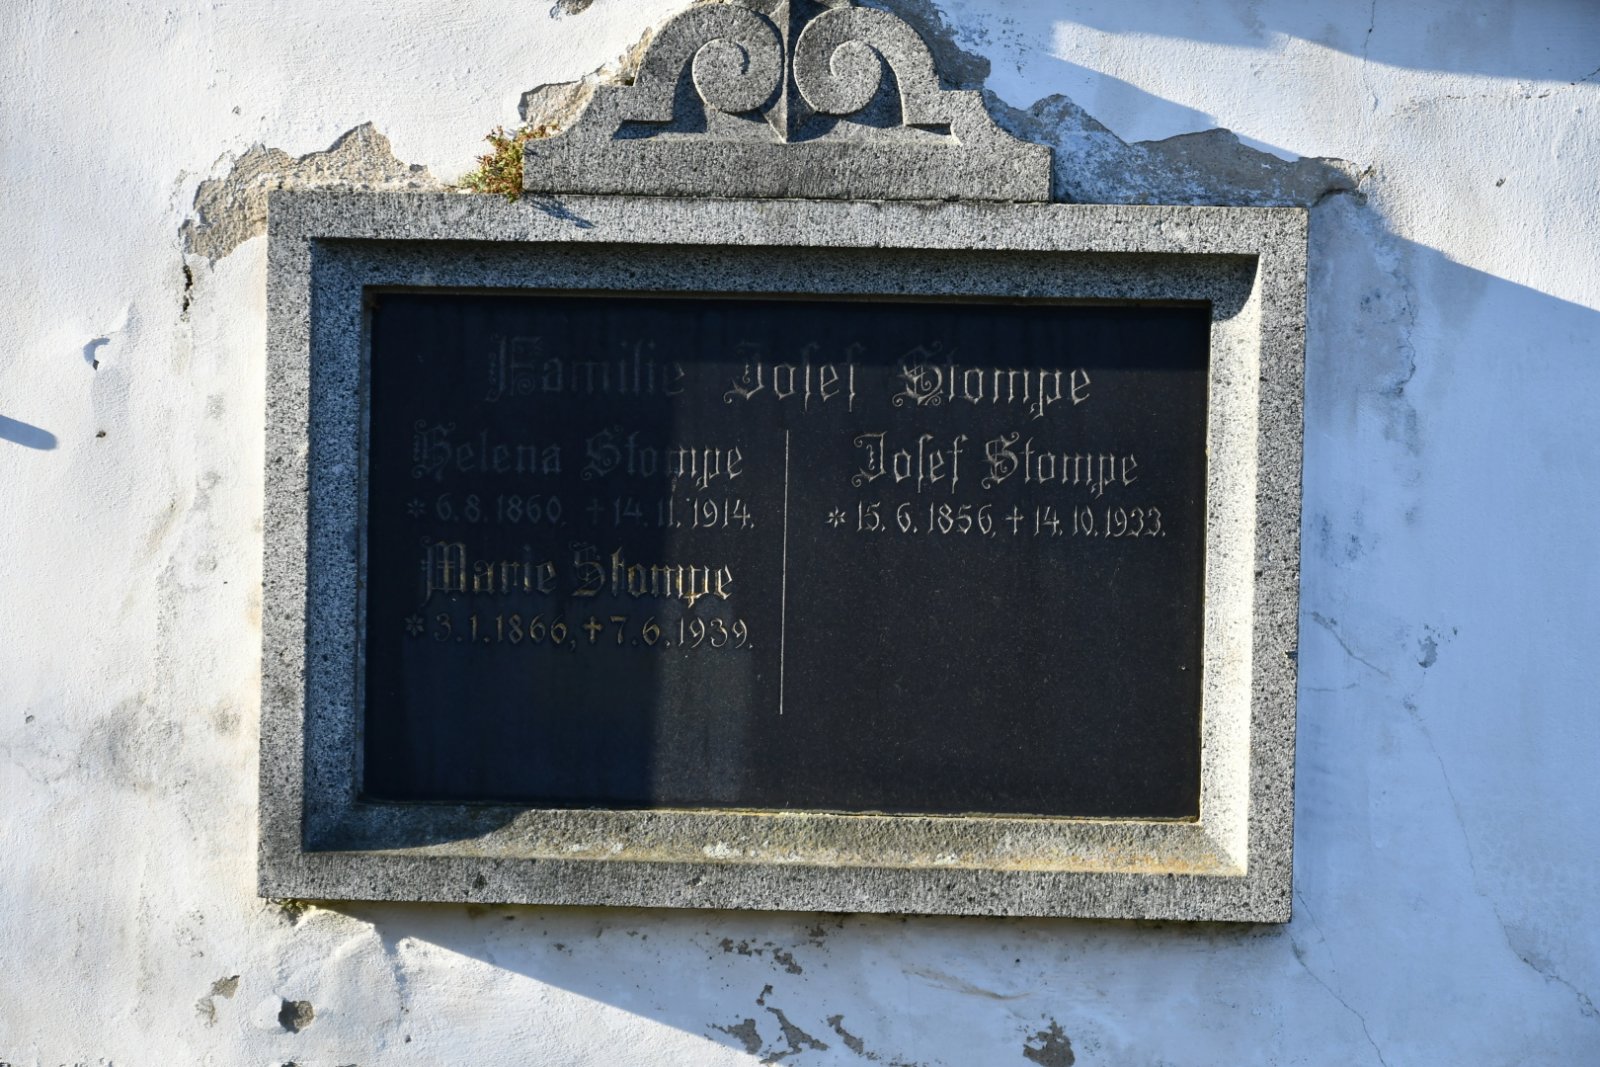 Familie Josef Stompe
Helena Stompe
* 6. 8. 1860, + 14. 11. 1914.
Marie Stompe
* 3. 1. 1866, + 7. 6. 1939.
Josef Stompe
* 15. 6. 1856, + 14. 10. 1933.